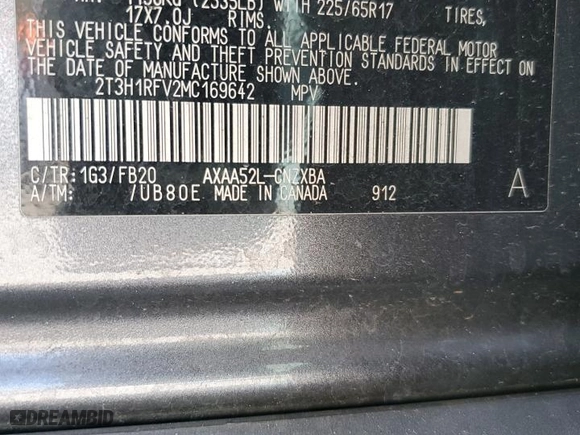 (2535LB) WITH 225/65R17
17X7.0J RIMS, TIRES,
THIS VEHICLE CONFORMS TO ALL APPLICABLE FEDERAL MOTOR
VEHICLE SAFETY AND THEFT PREVENTION STANDARDS IN EFFECT ON
THE DATE OF MANUFACTURE SHOWN ABOVE.
2T3H1RFV2MC169642 MPV
C/TR:1G3/FB20 AXAA52L-CNZXBA A
A/TM: /UB80E MADE IN CANADA 912
DREAMBID